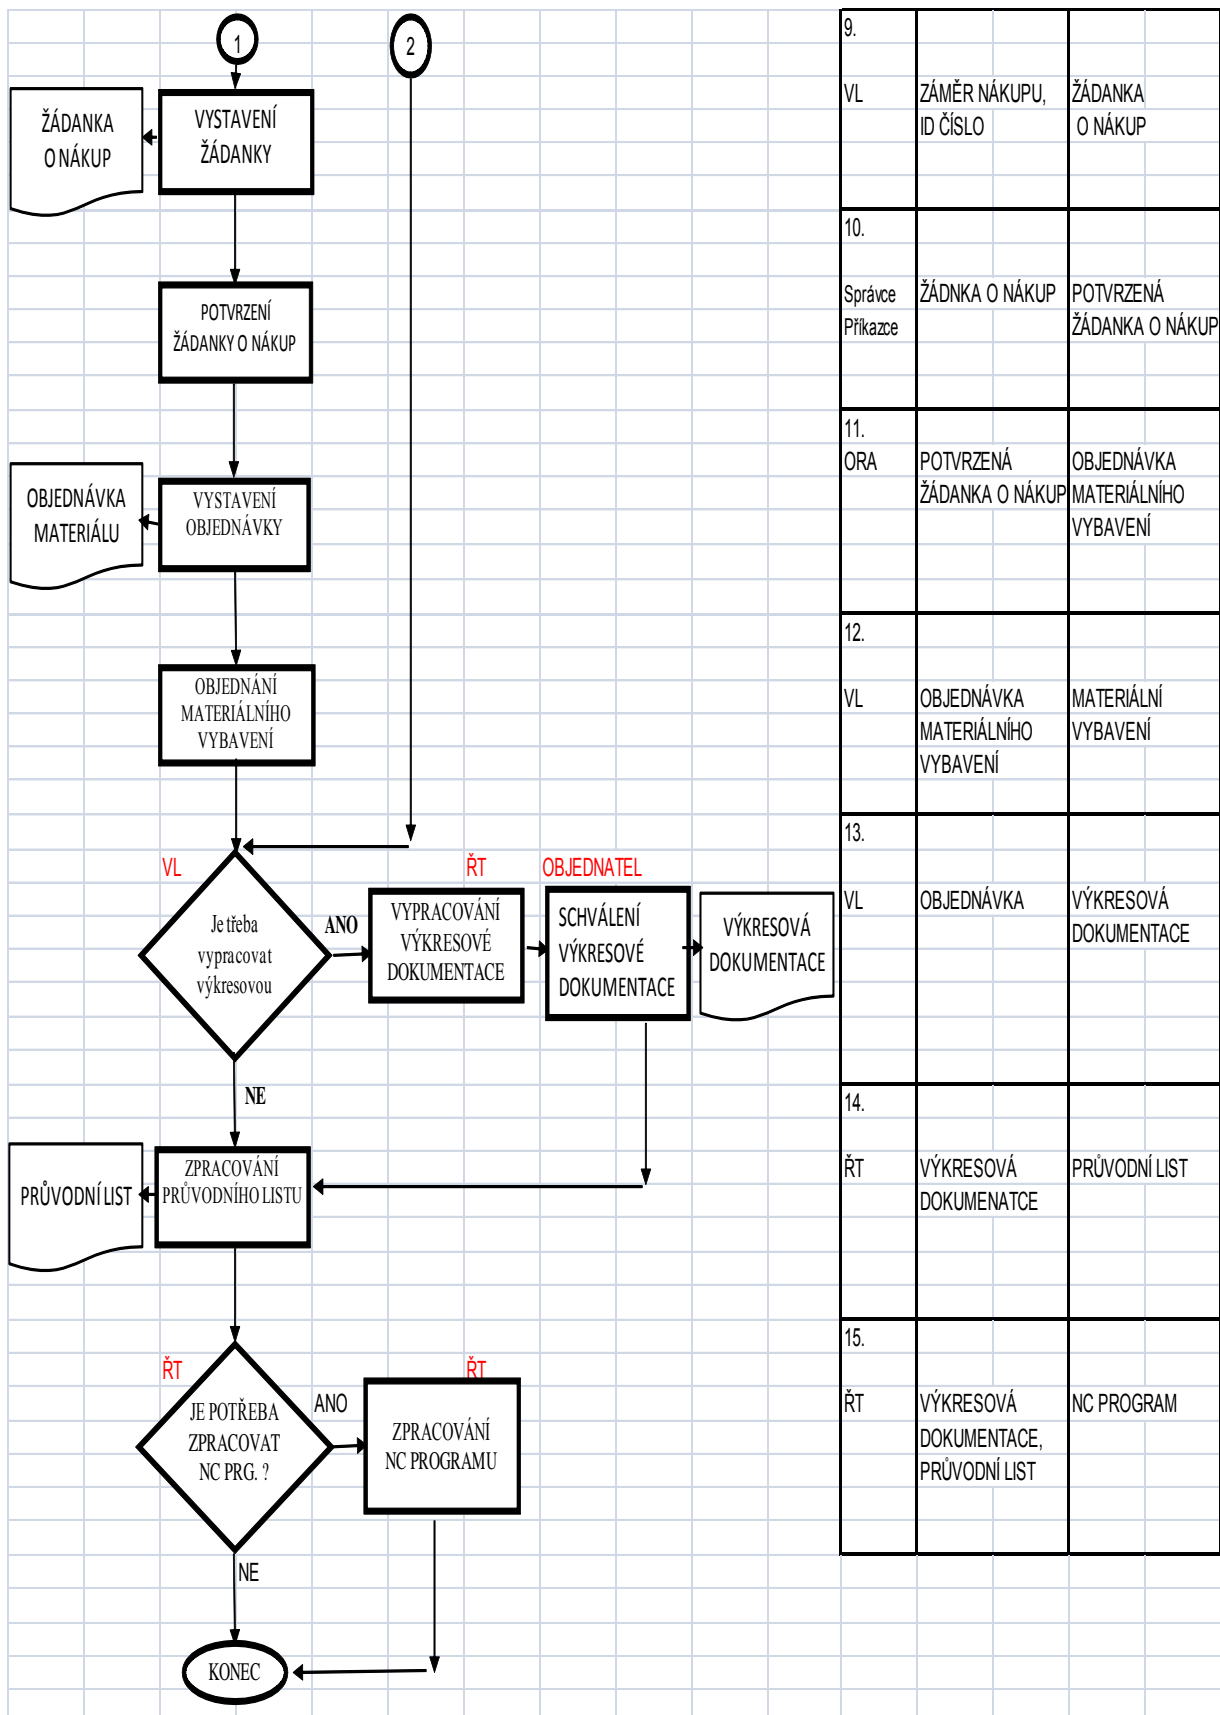 1
2
ŽÁDANKA
O NÁKUP
VYSTAVENÍ
ŽÁDANKY
9.
VL
ZÁMĚR NÁKUPU,
ID ČÍSLO
ŽÁDANKA
O NÁKUP
POTVRZENÍ
ŽÁDANKY O NÁKUP
10.
Správce
Příkazce
ŽÁDNKA O NÁKUP
POTVRZENÁ
ŽÁDANKA O NÁKUP
OBJEDNÁVKA
MATERIÁLU
VYSTAVENÍ
OBJEDNÁVKY
11.
ORA
POTVRZENÁ
ŽÁDANKA O NÁKUP
OBJEDNÁVKA
MATERIÁLNÍHO
VYBAVENÍ
OBJEDNÁNÍ
MATERIÁLNÍHO
VYBAVENÍ
12.
VL
OBJEDNÁVKA
MATERIÁLNÍHO
VYBAVENÍ
MATERIÁLNÍ
VYBAVENÍ
VL
Je třeba
vypracovat
výkresovou
ANO
ŘT
VYPRACOVÁNÍ
VÝKRESOVÉ
DOKUMENTACE
OBJEDNATEL
SCHVÁLENÍ
VÝKRESOVÉ
DOKUMENTACE
VÝKRESOVÁ
DOKUMENTACE
13.
VL
OBJEDNÁVKA
VÝKRESOVÁ
DOKUMENTACE
NE
PRŮVODNÍ LIST
ZPRACOVÁNÍ
PRŮVODNÍHO LISTU
14.
ŘT
VÝKRESOVÁ
DOKUMENATCE
PRŮVODNÍ LIST
ŘT
JE POTŘEBA
ZPRACOVAT
NC PRG. ?
ANO
ŘT
ZPRACOVÁNÍ
NC PROGRAMU
15.
ŘT
VÝKRESOVÁ
DOKUMENTACE,
PRŮVODNÍ LIST
NC PROGRAM
NE
KONEC